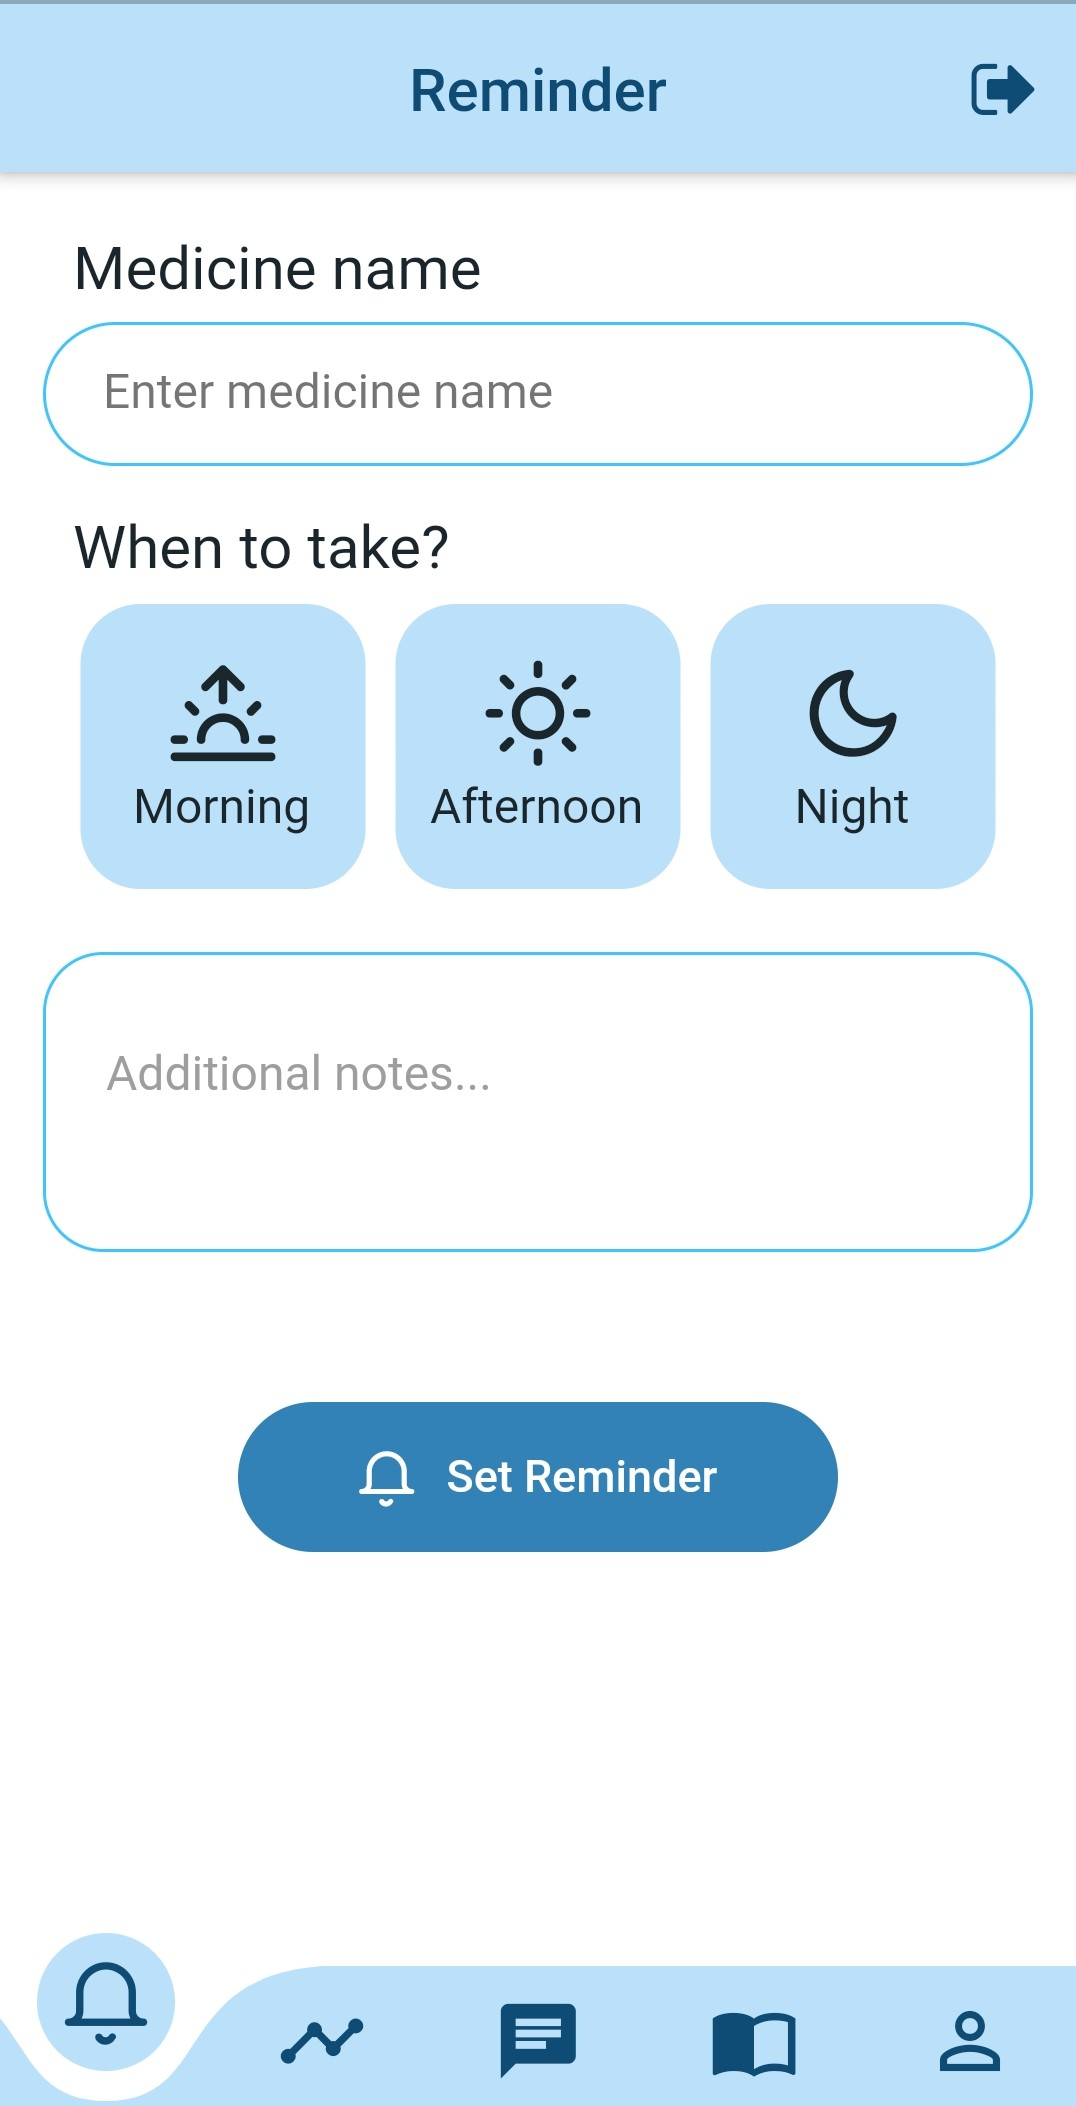 Reminder
Medicine name
Enter medicine name
When to take?
Morning Afternoon Night
Additional notes...
Set Reminder